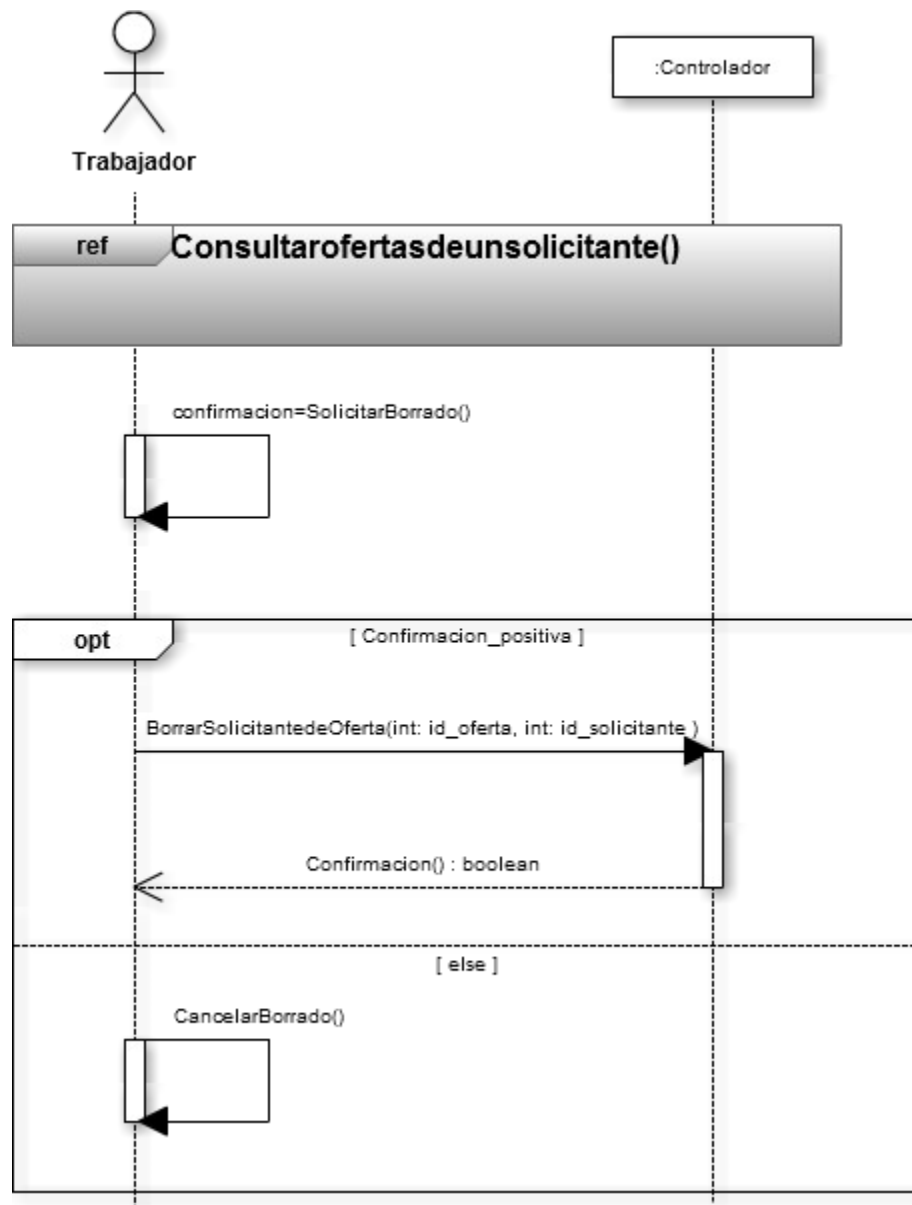 :Controlador
Trabajador
ref
Consultarofertasdeunsolicitante()
confirmacion=SolicitarBorrado()
opt
[ Confirmacion_positiva ]
BorrarSolicitantedeOferta(int: id_oferta, int: id_solicitante )
Confirmacion() : boolean
[ else ]
CancelarBorrado()